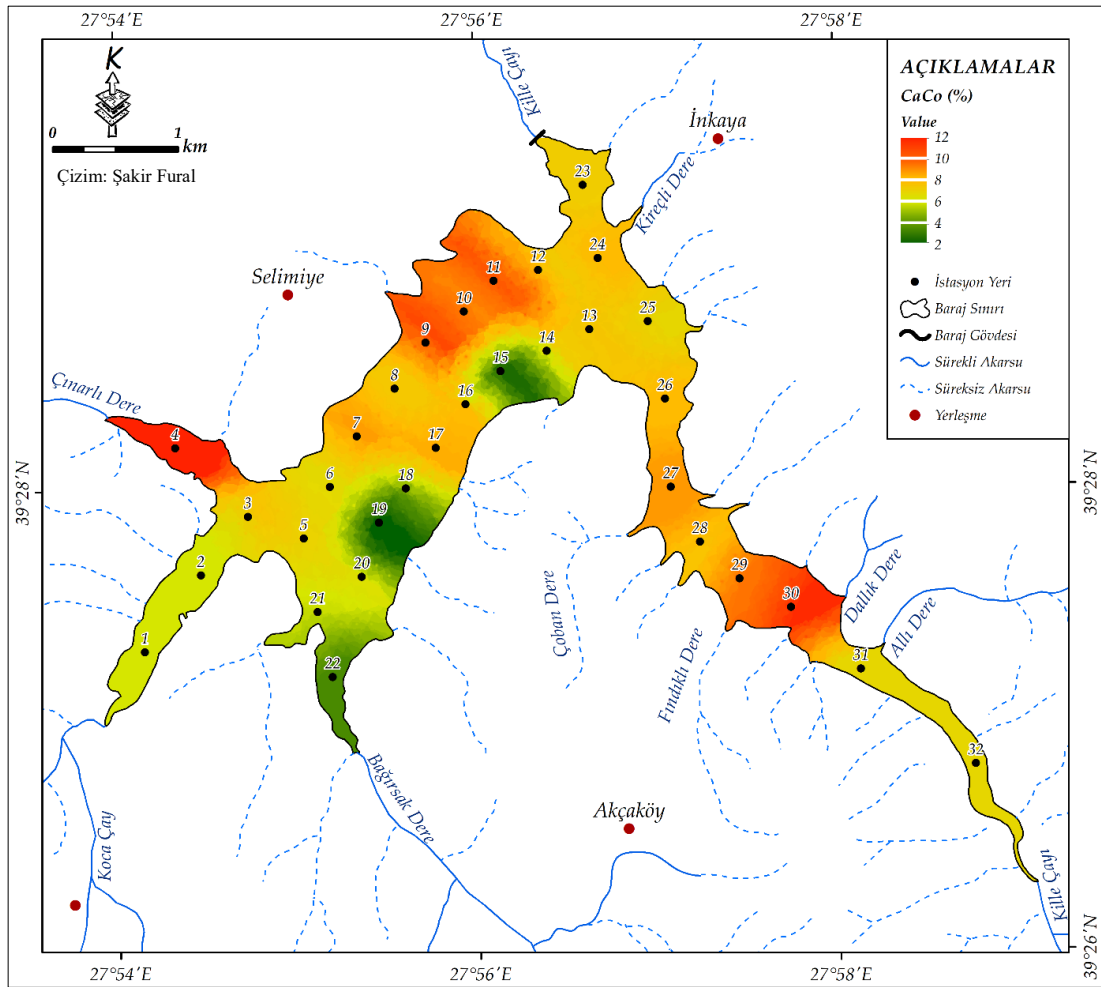 27°54′E
27°56′E
27°58′E
K
0
1
km
Çizim: Şakir Fural
Kille Çayı
İnkaya
Kireçli Dere
AÇIKLAMALAR
CaCo (%)
Value
12
10
8
6
4
2
İstasyon Yeri
Baraj Sınırı
Baraj Gövdesi
Sürekli Akarsu
Süreksiz Akarsu
Yerleşme
23
24
12
11
Selimiye
10
25
13
9
14
15
8
26
16
Çınarlı Dere
7
17
4
39°28′N
6
18
27
39°28′N
3
19
5
28
2
20
29
30
Dallık Dere
21
Allı Dere
Çoban Dere
1
31
22
Fındıklı Dere
32
Bağırsak Dere
Akçaköy
Koca Çay
Kille Çayı
39°26′N
27°54′E
27°56′E
27°58′E